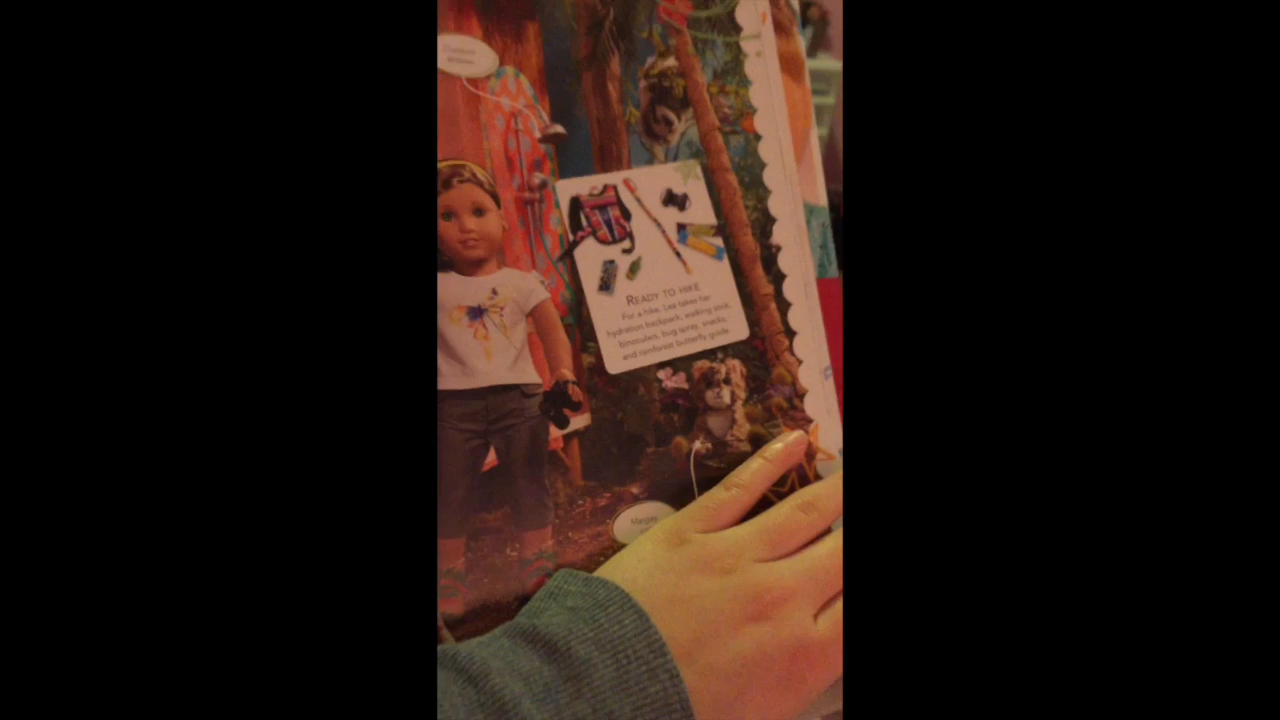 READY TO HIKE
For a hike, Lea takes her
hydration backpack, walking stick,
binoculars, bug spray, snacks,
and rainforest butterfly guide.
Margay